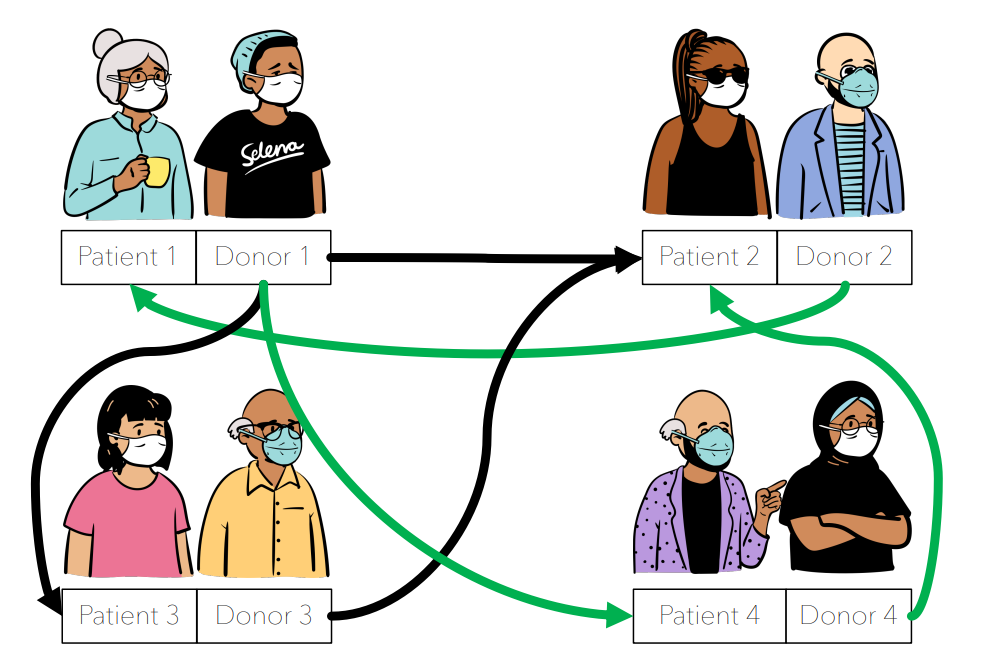 Selena
Patient 1 Donor 1
Patient 2 Donor 2
Patient 3 Donor 3
Patient 4 Donor 4